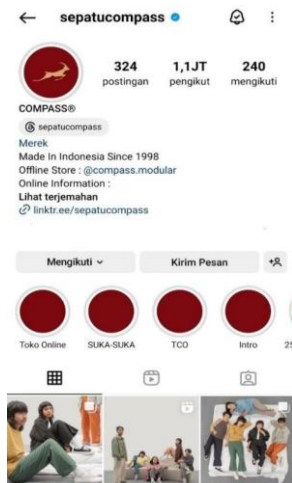 sepatucompass
324
1,1JT
240
postingan
pengikut
mengikuti
COMPASS®
sepatucompass
Merek
Made In Indonesia Since 1998
Offline Store : @compass.modular
Online Information :
Lihat terjemahan
linktr.ee/sepatucompass
Mengikuti
Kirim Pesan
Toko Online
SUKA-SUKA
TCO
Intro
25